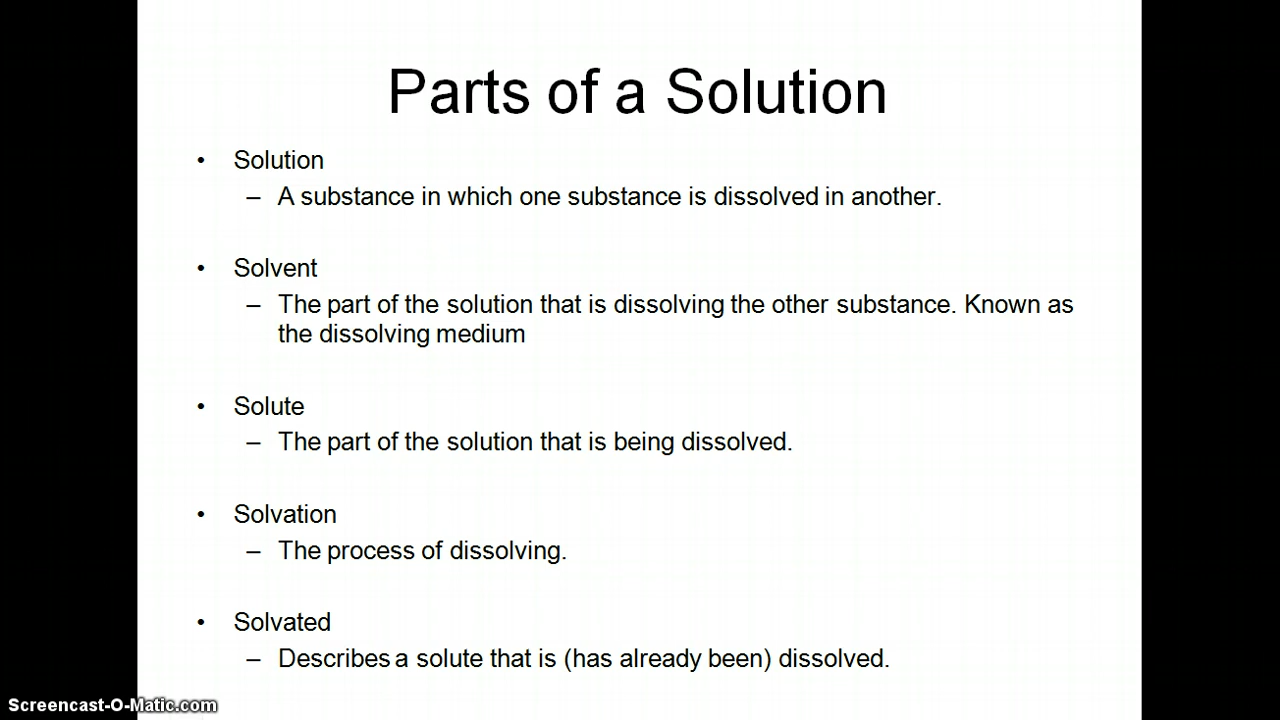 Parts of a Solution
• Solution
– A substance in which one substance is dissolved in another.
• Solvent
– The part of the solution that is dissolving the other substance. Known as
the dissolving medium
• Solute
– The part of the solution that is being dissolved.
• Solvation
– The process of dissolving.
• Solvated
– Describes a solute that is (has already been) dissolved.
Screencast-O-Matic.com